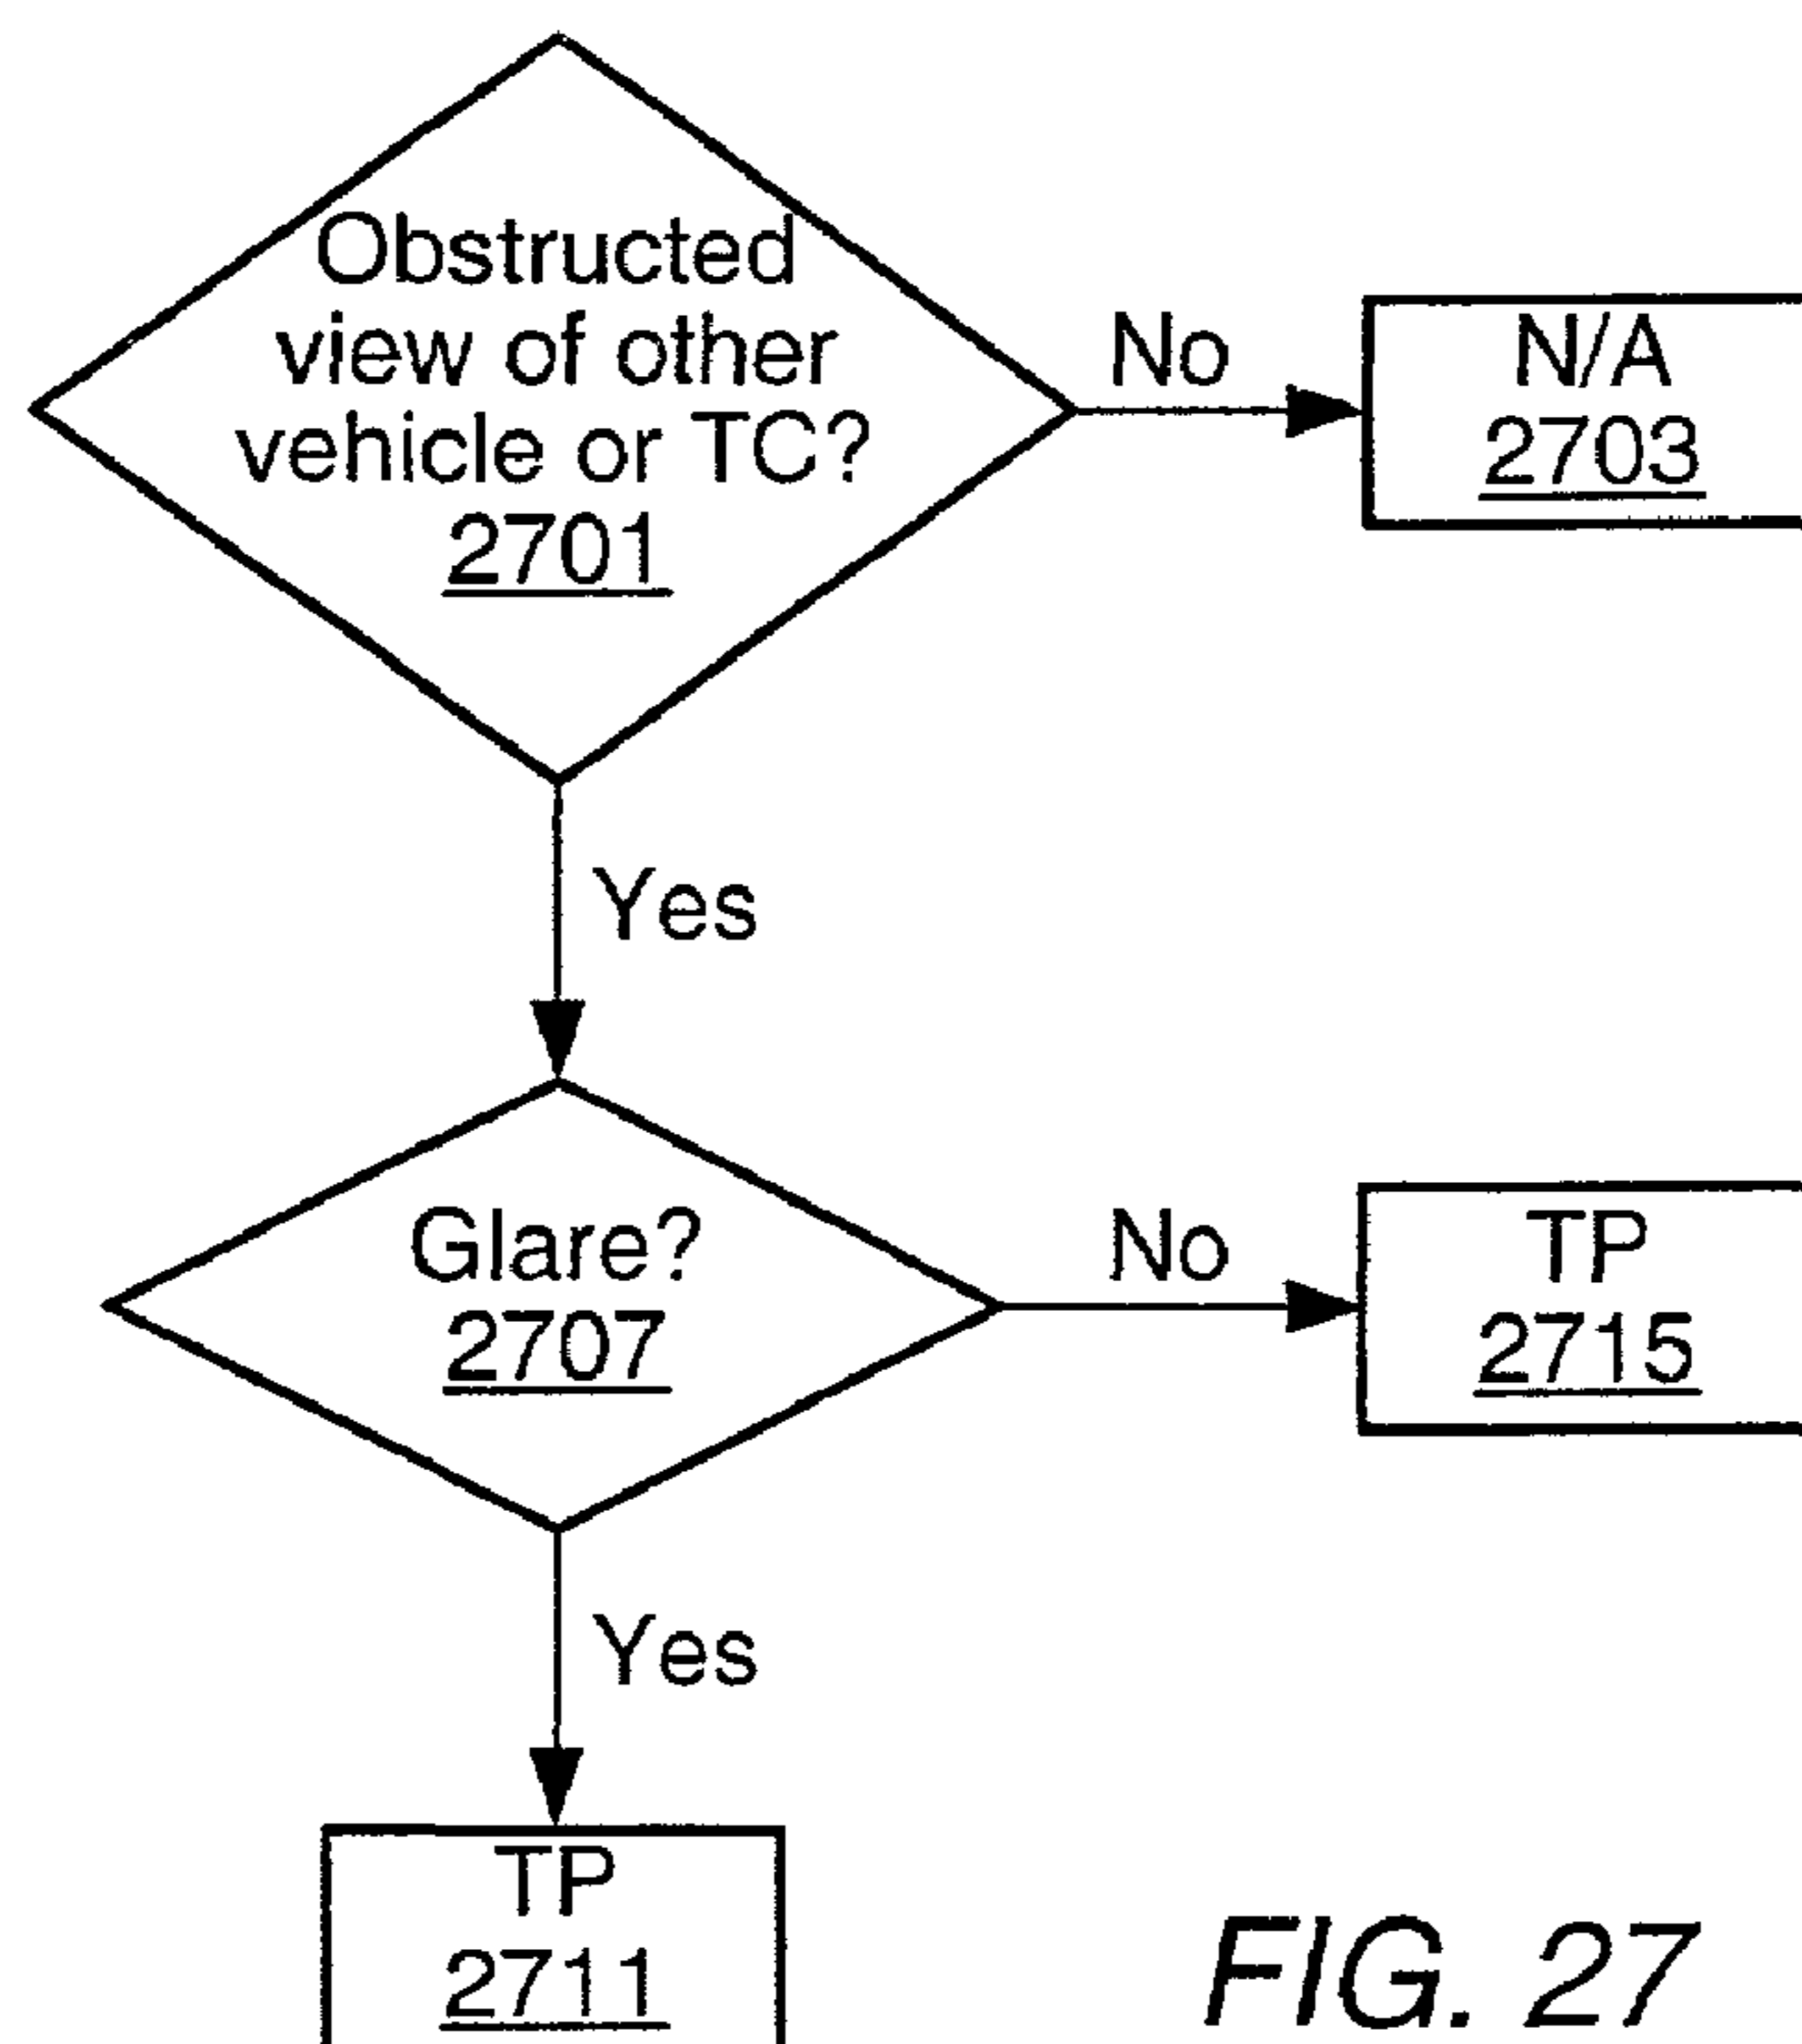 Obstructed
view of other
vehicle or TC?
2701
No
N/A
2703
Yes
Glare?
2707
No
TP
2715
Yes
TP
2711
FIG. 27